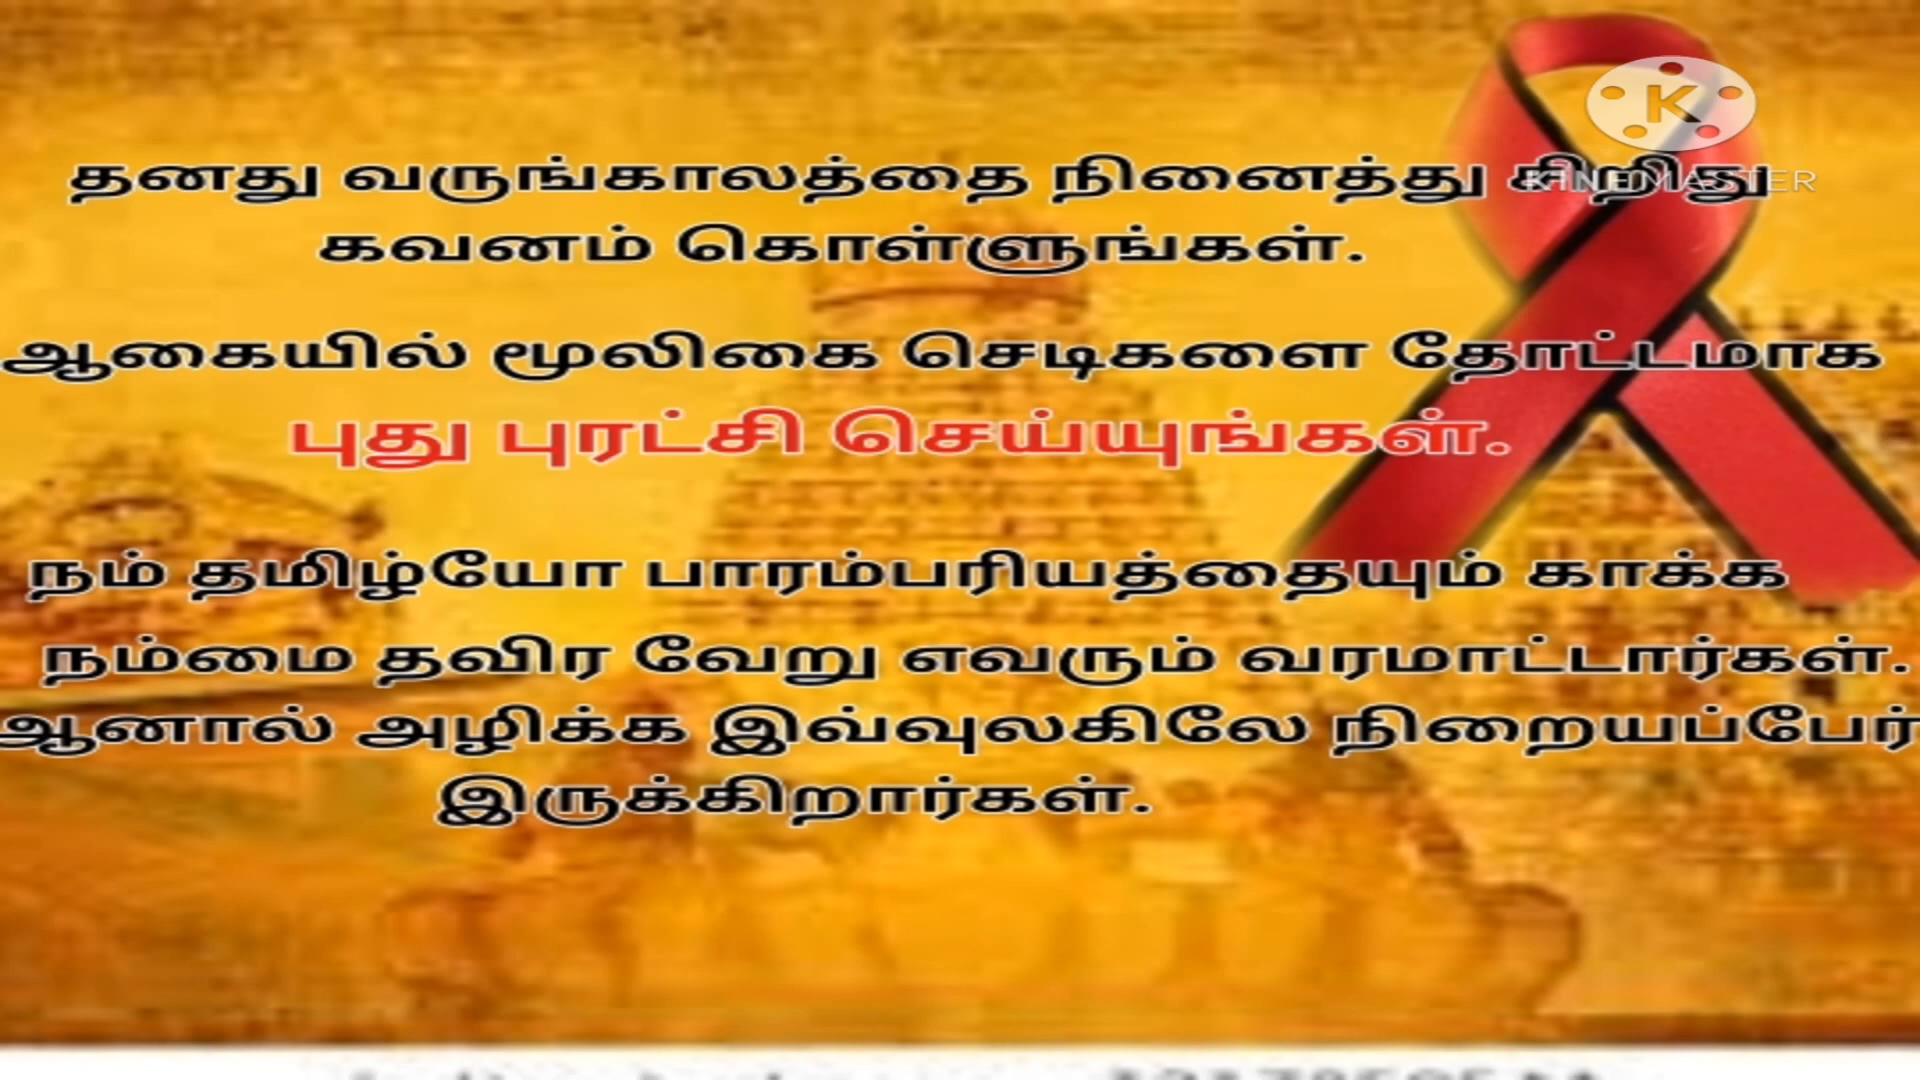 தனது வருங்காலத்தை நினைத்து கிறிது
கவனம் கொள்ளுங்கள்.
ஆகையில் மூலிகை செடிகளை தோட்டமாக
புது புரட்சி செய்யுங்கள்.
நம் தமிழ்யோ பாரம்பரியத்தையும் காக்க
நம்மை தவிர வேறு எவரும் வரமாட்டார்கள்.
ஆனால் அழிக்க இவ்வுலகிலே நிறையப்பேர்
இருக்கிறார்கள்.
K
KINEMASTER